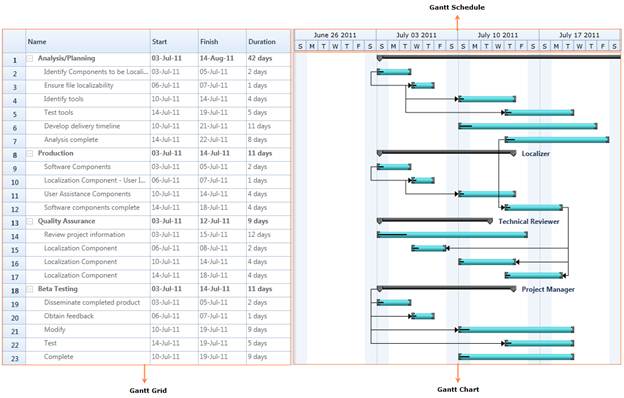 Gantt Schedule
June 26 2011 July 03 2011 July 10 2011 July 17 2011
Name Start Finish Duration S M T W T F S S M T W T F S S M T W T F S S M T W T F S
1 Analysis/Planning 03-Jul-11 14-Aug-11 42 days
2 Identify Components to be Locali... 03-Jul-11 05-Jul-11 2 days
3 Ensure file localizability 06-Jul-11 07-Jul-11 1 days
4 Identify tools 10-Jul-11 14-Jul-11 4 days
5 Test tools 14-Jul-11 19-Jul-11 5 days
6 Develop delivery timeline 10-Jul-11 21-Jul-11 11 days
7 Analysis complete 14-Jul-11 22-Jul-11 8 days
8 Production 03-Jul-11 14-Jul-11 11 days Localizer
9 Software Components 03-Jul-11 05-Jul-11 2 days
10 Localization Component - User I... 06-Jul-11 07-Jul-11 1 days
11 User Assistance Components 10-Jul-11 14-Jul-11 4 days
12 Software components complete 14-Jul-11 18-Jul-11 4 days
13 Quality Assurance 03-Jul-11 12-Jul-11 9 days Technical Reviewer
14 Review project information 03-Jul-11 15-Jul-11 12 days
15 Localization Component 06-Jul-11 08-Jul-11 2 days
16 Localization Component 10-Jul-11 14-Jul-11 4 days
17 Localization Component 14-Jul-11 18-Jul-11 4 days
18 Beta Testing 03-Jul-11 14-Jul-11 11 days Project Manager
19 Disseminate completed product 03-Jul-11 05-Jul-11 2 days
20 Obtain feedback 06-Jul-11 07-Jul-11 1 days
21 Modify 10-Jul-11 19-Jul-11 9 days
22 Test 14-Jul-11 19-Jul-11 5 days
23 Complete 10-Jul-11 19-Jul-11 9 days
Gantt Grid Gantt Chart